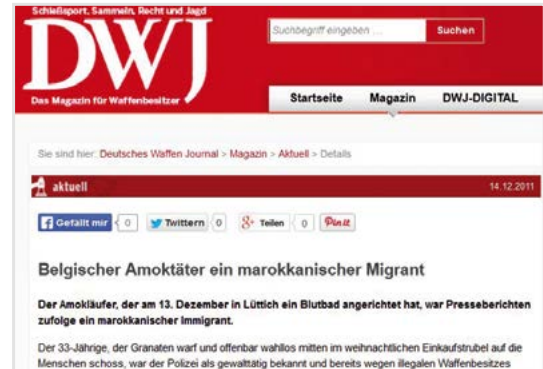 Schießsport, Sammeln, Recht und Jagd
DWJ
Das Magazin für Waffenbesitzer
Suchbegriff eingeben ...
Suchen
Startseite Magazin DWJ-DIGITAL
Sie sind hier: Deutsches Waffen Journal > Magazin > Aktuell > Details
aktuell 14.12.2011
Gefällt mir 0 Twittern 0 Teilen 0 Pin it
Belgischer Amoktäter ein marokkanischer Migrant
Der Amokläufer, der am 13. Dezember in Lüttich ein Blutbad angerichtet hat, war Presseberichten
zufolge ein marokkanischer Immigrant.
Der 33-Jährige, der Granaten warf und offenbar wahllos mitten im weihnachtlichen Einkaufstrubel auf die
Menschen schoss, war der Polizei als gewalttätig bekannt und bereits wegen illegalen Waffenbesitzes